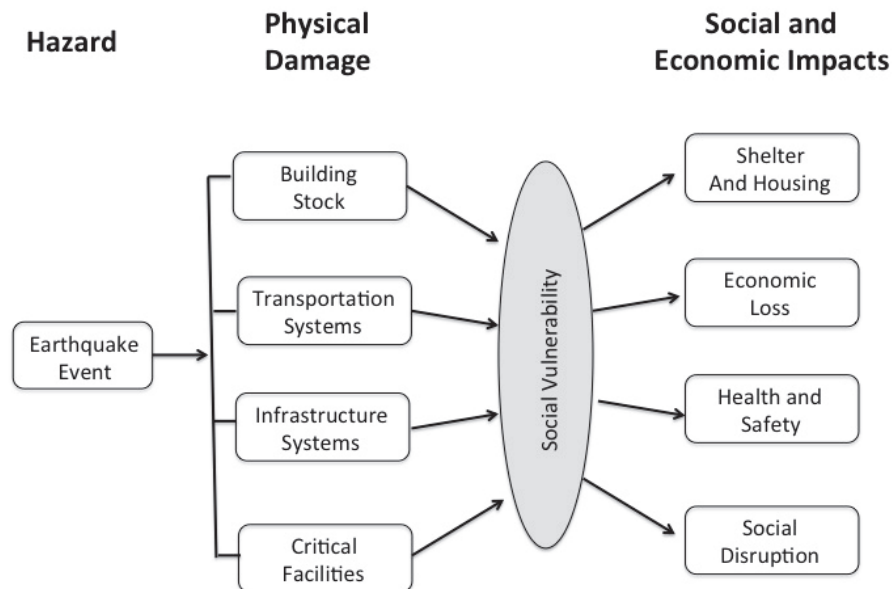 Hazard
Physical
Damage
Social and
Economic Impacts
Earthquake
Event
Building
Stock
Transportation
Systems
Infrastructure
Systems
Critical
Facilities
Social Vulnerability
Shelter
And Housing
Economic
Loss
Health and
Safety
Social
Disruption